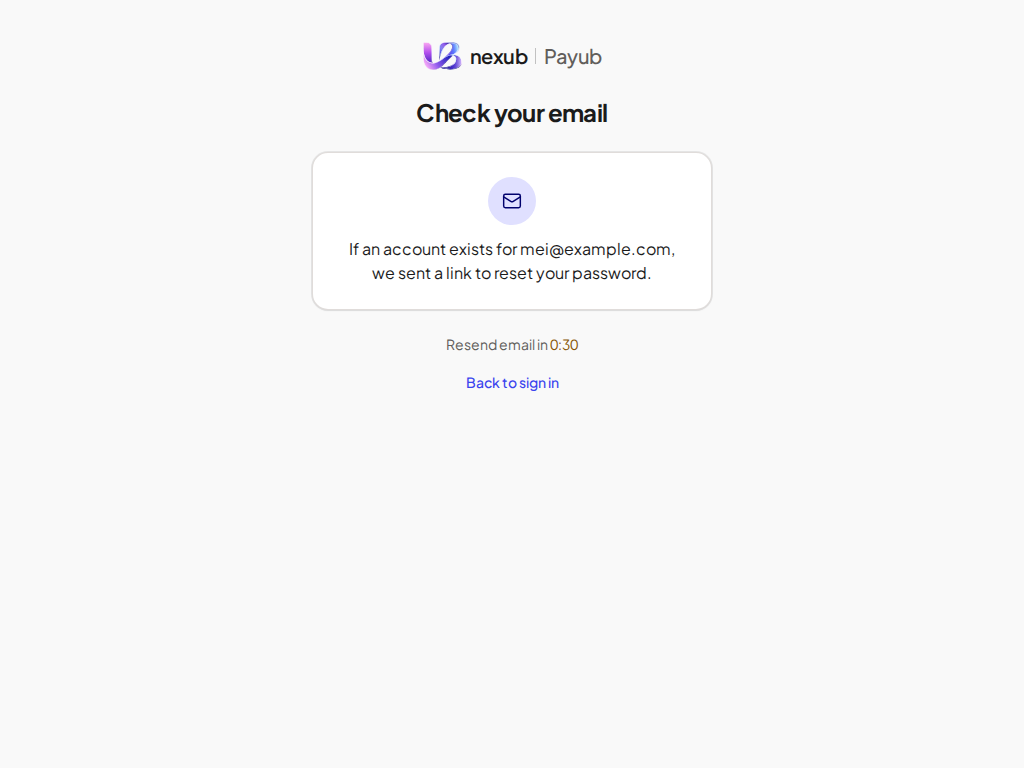 nexub | Payub
Check your email
If an account exists for mei@example.com,
we sent a link to reset your password.
Resend email in 0:30
Back to sign in